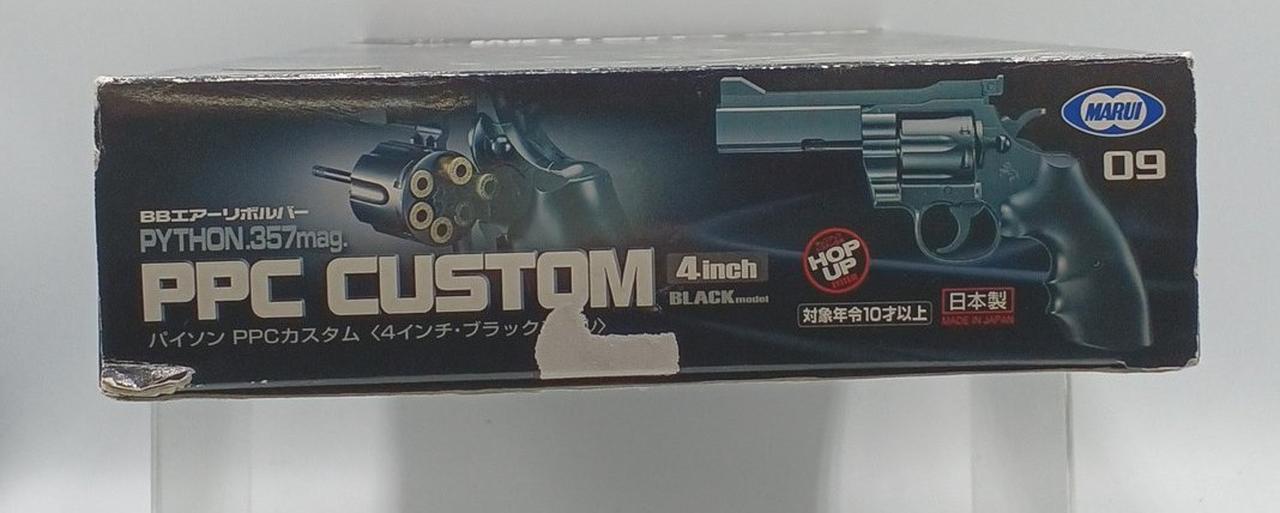 MARUI
09
BBエアーリボルバー
PYTHON.357mag.
PPC CUSTOM
4inch
BLACK model
パイソン PPCカスタム〈4インチ・ブラック
HOP
UP
SYSTEM
対象年令10才以上
日本製
MADE IN JAPAN